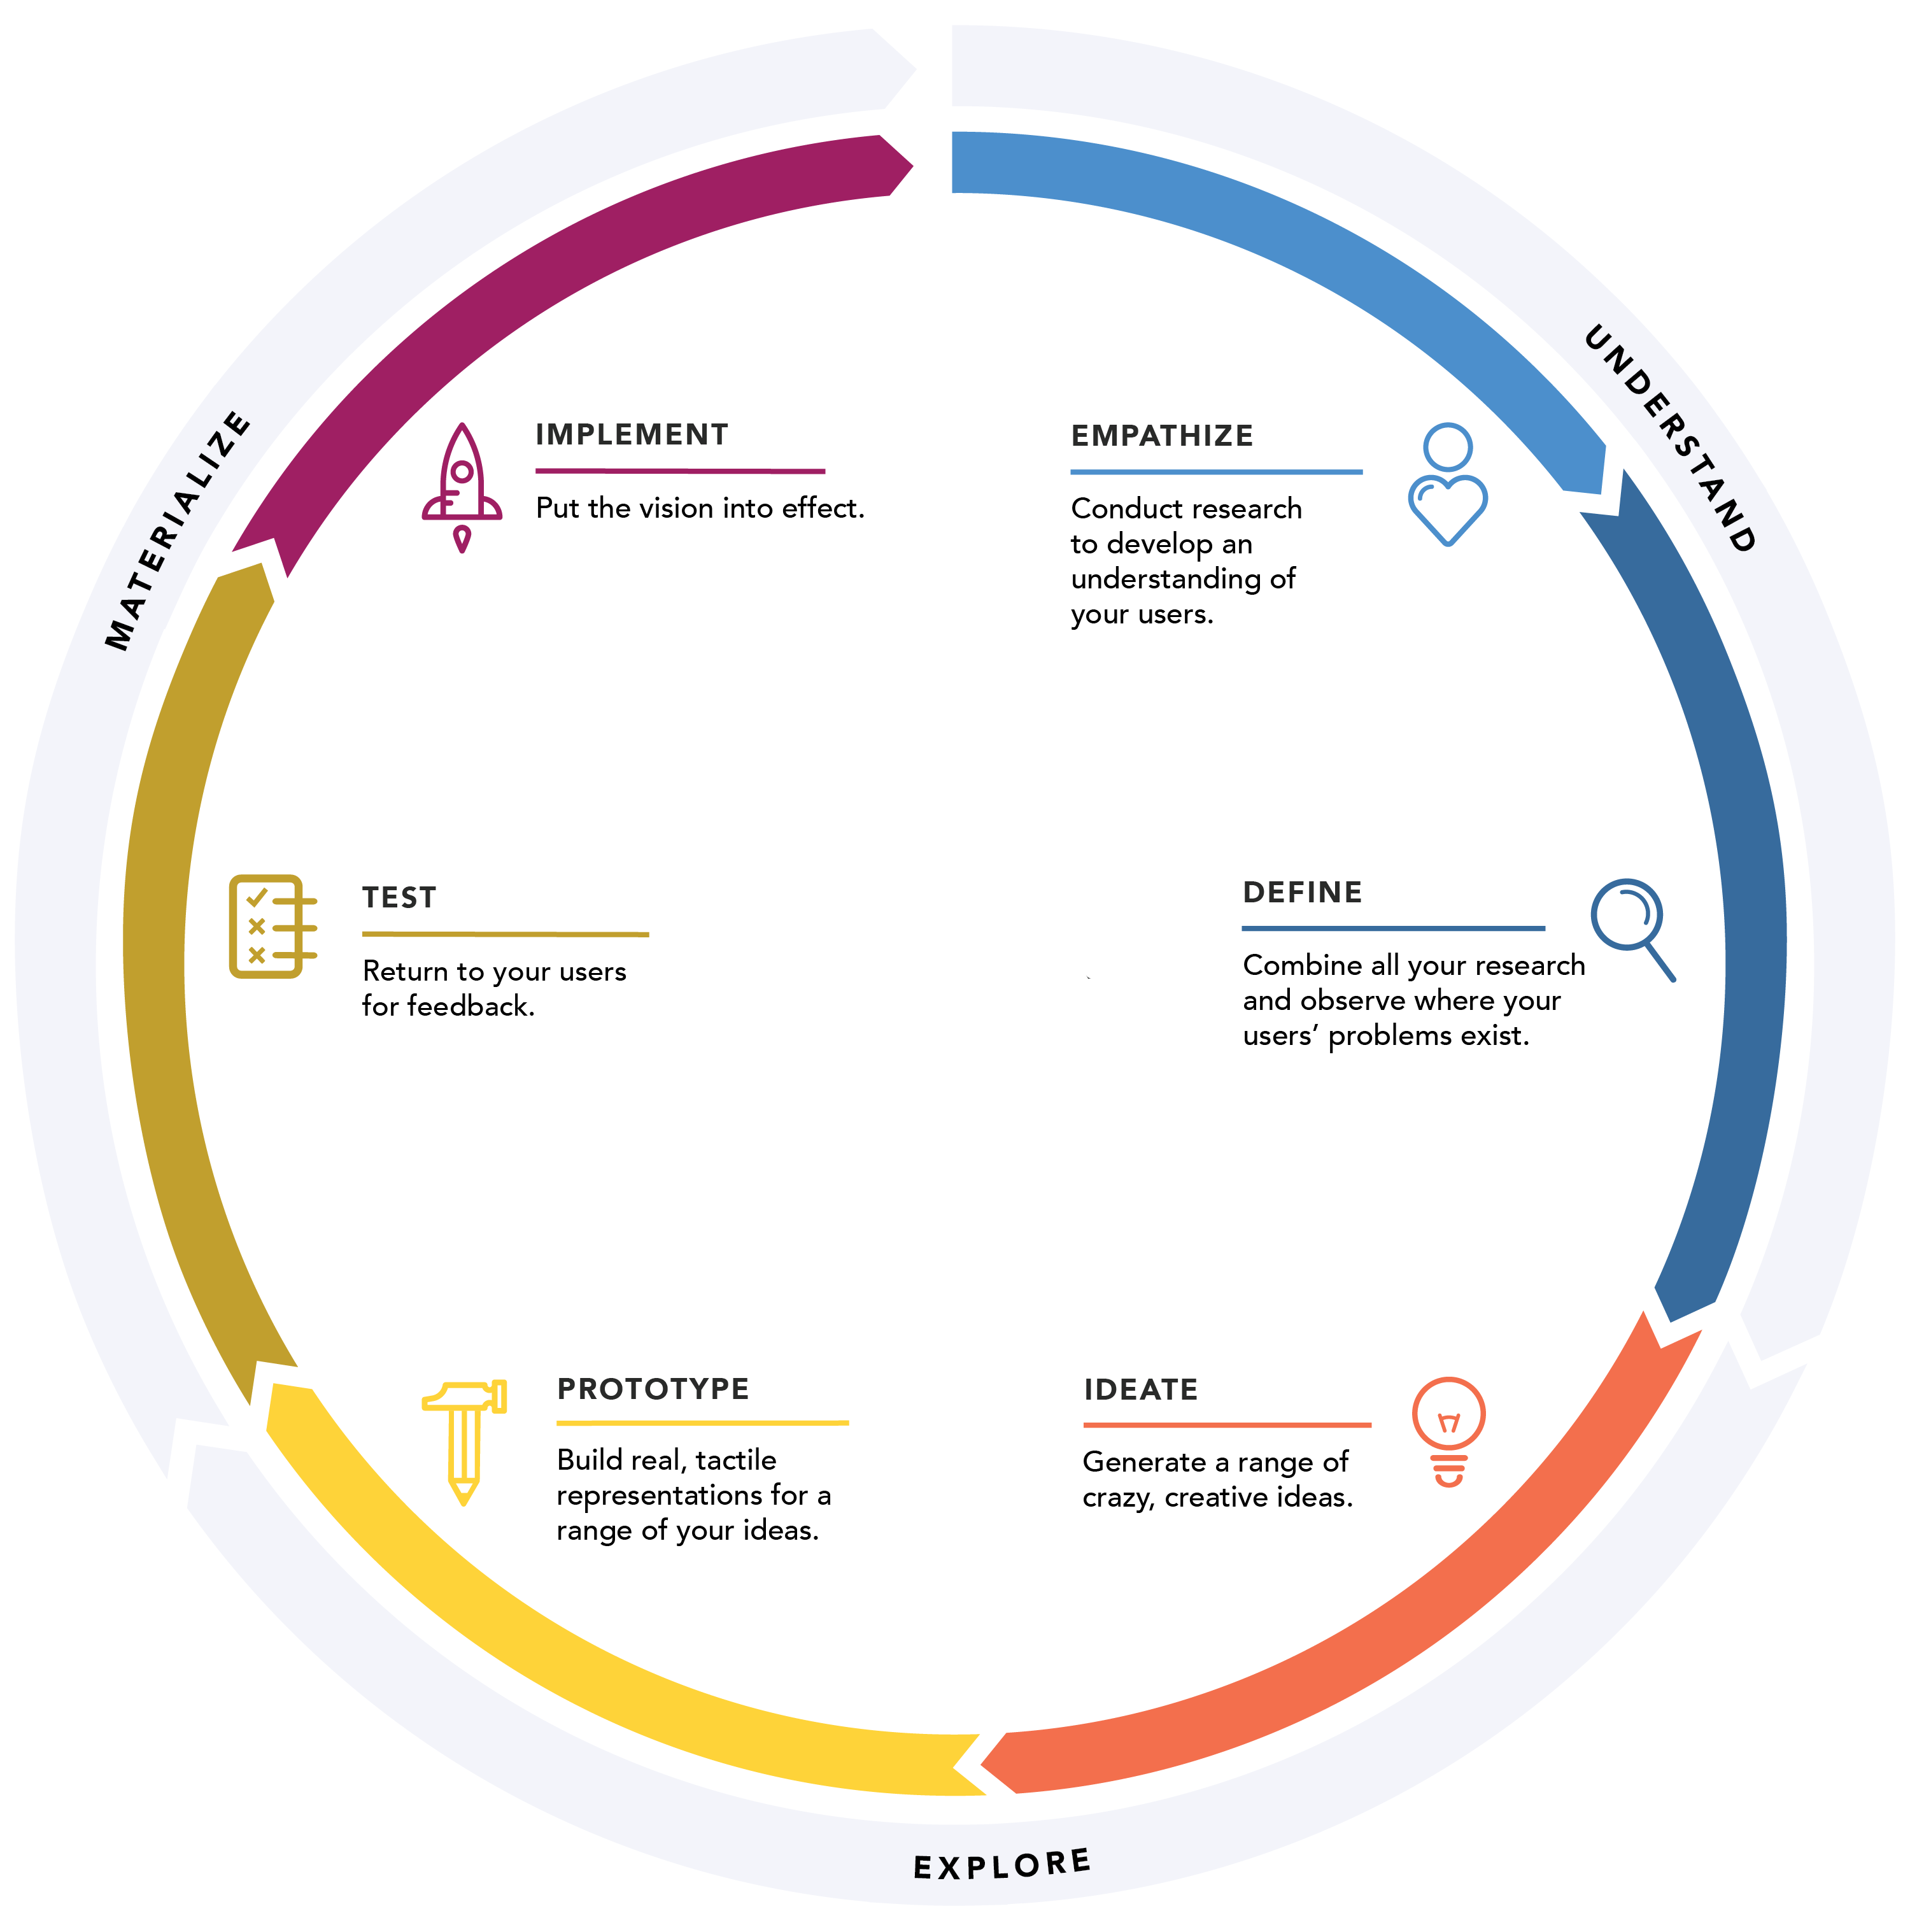 UNDERSTAND
EMPATHIZE
Conduct research
to develop an
understanding of
your users.
DEFINE
Combine all your research
and observe where your
users’ problems exist.
EXPLORE
IDEATE
Generate a range of
crazy, creative ideas.
PROTOTYPE
Build real, tactile
representations for a
range of your ideas.
MATERIALIZE
TEST
Return to your users
for feedback.
IMPLEMENT
Put the vision into effect.